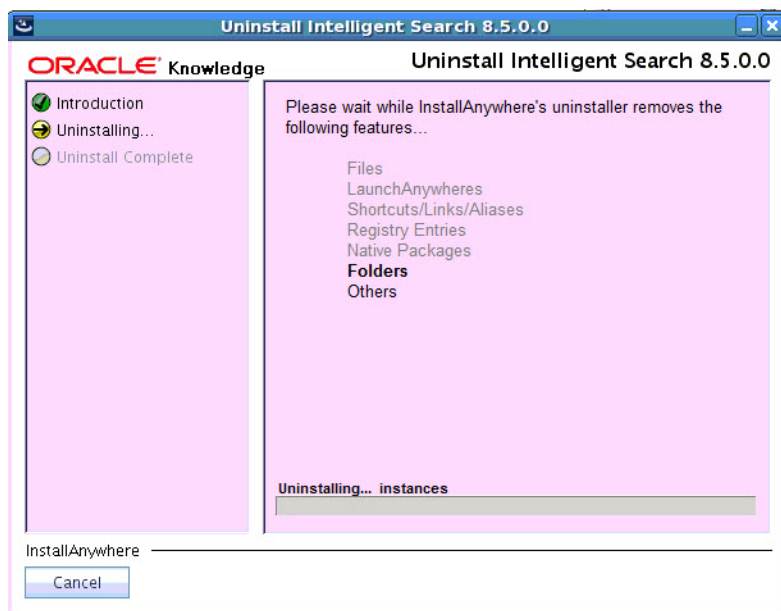 Uninstall Intelligent Search 8.5.0.0
ORACLE Knowledge
Uninstall Intelligent Search 8.5.0.0
Introduction
Uninstalling...
Uninstall Complete
Please wait while InstallAnywhere's uninstaller removes the
following features...
Files
LaunchAnywheres
Shortcuts/Links/Aliases
Registry Entries
Native Packages
Folders
Others
Uninstalling... instances
InstallAnywhere
Cancel